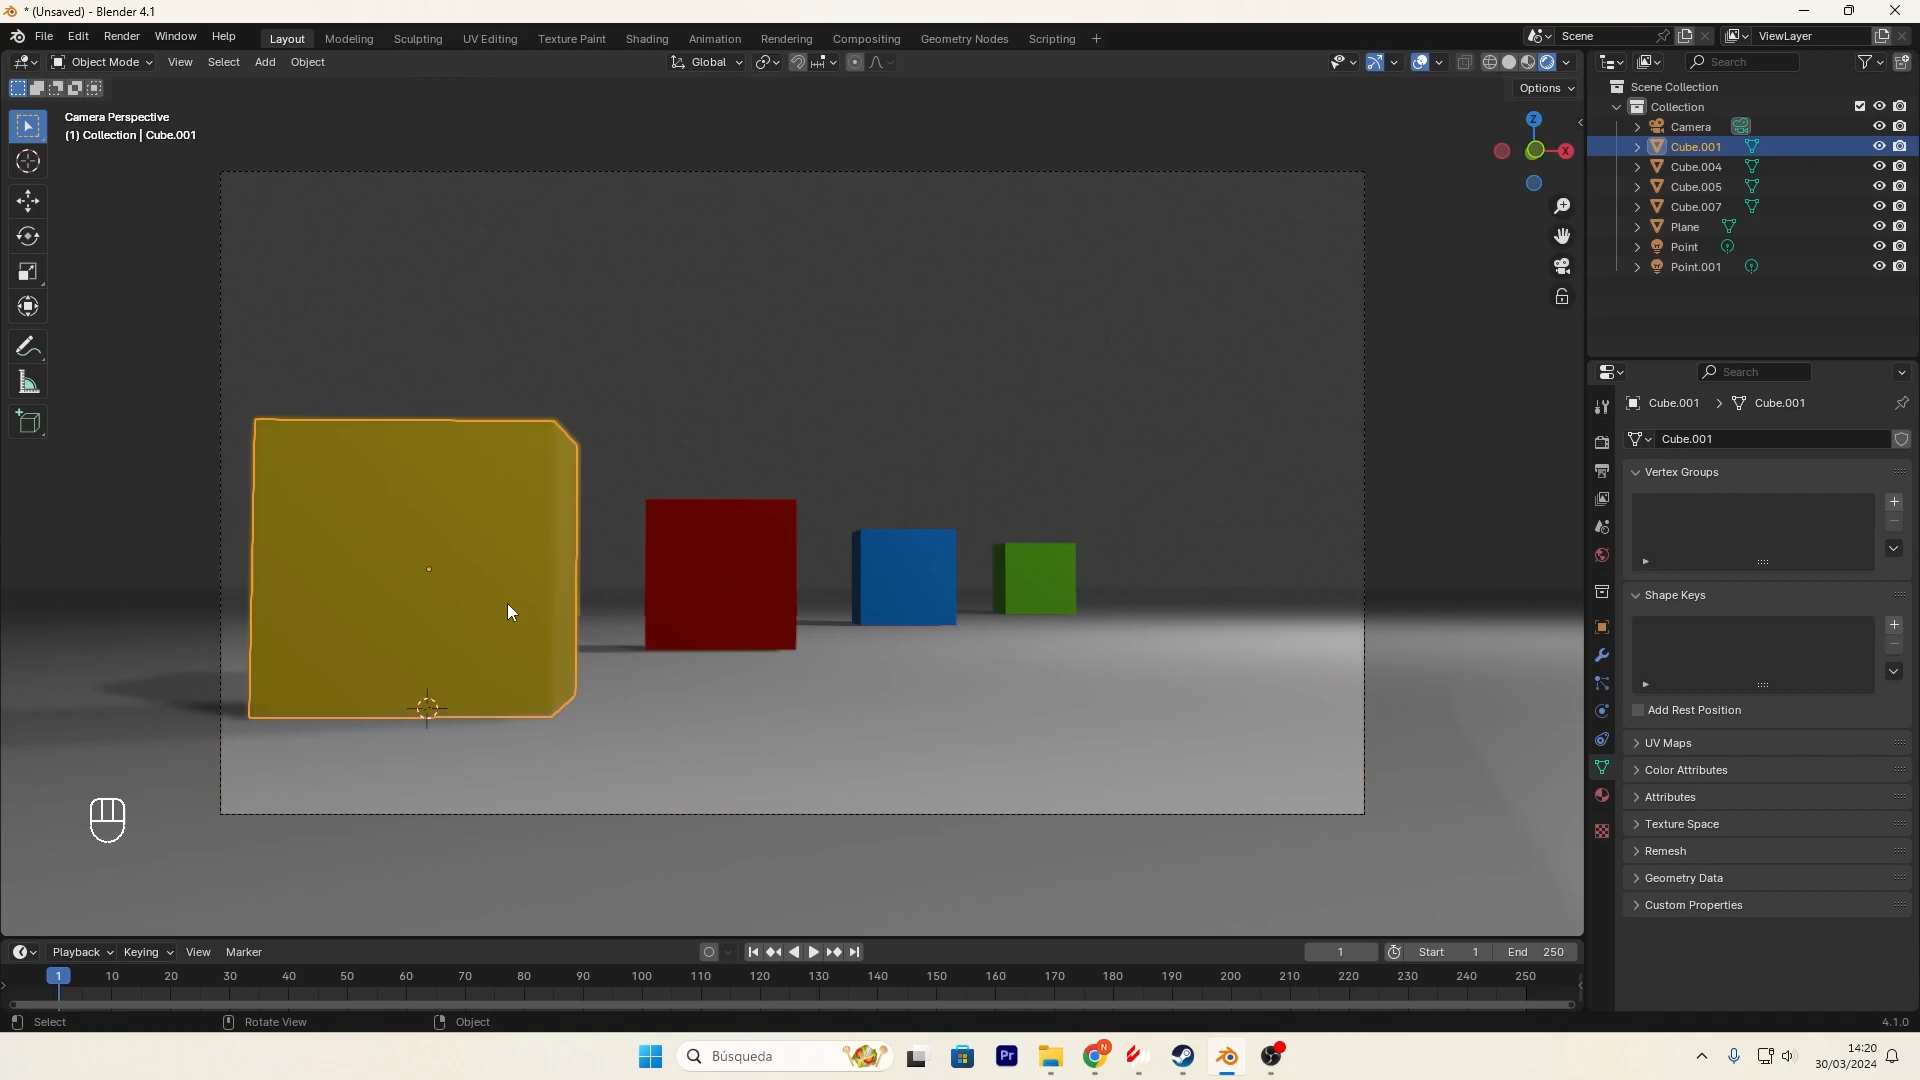 * (Unsaved) - Blender 4.1
File Edit Render Window Help Layout Modeling Sculpting UV Editing Texture Paint Shading Animation Rendering Compositing Geometry Nodes Scripting + Scene ViewLayer
Object Mode View Select Add Object Global Search
Options
Camera Perspective
(1) Collection | Cube.001
Z
X
Scene Collection
Collection
Camera
Cube.001
Cube.004
Cube.005
Cube.007
Plane
Point
Point.001
Search
Cube.001 > Cube.001
Cube.001
Vertex Groups
Shape Keys
Add Rest Position
UV Maps
Color Attributes
Attributes
Texture Space
Remesh
Geometry Data
Custom Properties
Playback Keying View Marker 1 Start 1 End 250
1 10 20 30 40 50 60 70 80 90 100 110 120 130 140 150 160 170 180 190 200 210 220 230 240 250
Select Rotate View Object 4.1.0
Búsqueda Pr N 14:20
30/03/2024